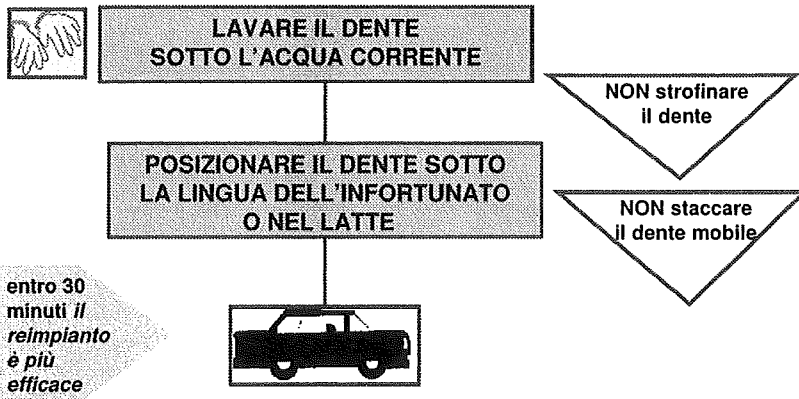 LAVARE IL DENTE
SOTTO L'ACQUA CORRENTE
NON strofinare
il dente
POSIZIONARE IL DENTE SOTTO
LA LINGUA DELL'INFORTUNATO
O NEL LATTE
NON staccare
il dente mobile
entro 30
minuti il
reimpianto
è più
efficace